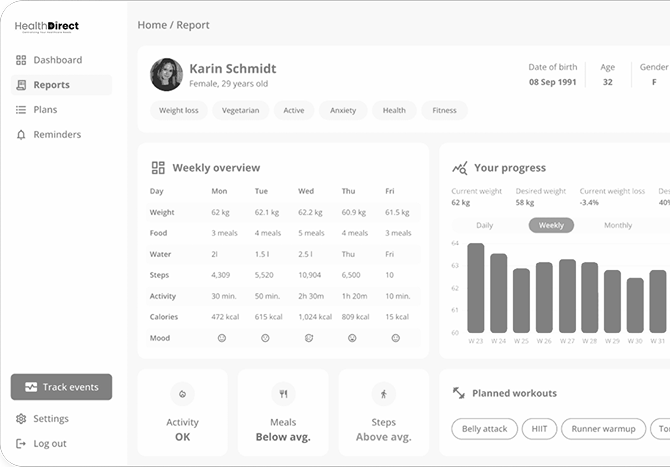 HealthDirect
Home / Report
Dashboard
Reports
Plans
Reminders
Track events
Settings
Log out
Karin Schmidt
Female, 29 years old
Date of birth Age Gender
08 Sep 1991 32 F
Weight loss Vegetarian Active Anxiety Health Fitness
Weekly overview
Day Mon Tue Wed Thu Fri
Weight 62 kg 62.1 kg 62.2 kg 60.9 kg 61.5 kg
Food 3 meals 4 meals 5 meals 4 meals 3 meals
Water 2l 1.5 l 2.5 l Thu Fri
Steps 4,309 5,520 10,904 6,500 10
Activity 30 min. 50 min. 2h 30m 1h 20m 10 min.
Calories 472 kcal 615 kcal 1,024 kcal 809 kcal 15 kcal
Mood
Your progress
Current weight Desired weight Current weight loss
62 kg 58 kg -3.4% 40%
Daily Weekly Monthly
64
63
62
61
60
W 23 W 24 W 25 W 26 W 27 W 28 W 29 W 30 W 31
Activity
OK
Meals
Below avg.
Steps
Above avg.
Planned workouts
Belly attack HIIT Runner warmup